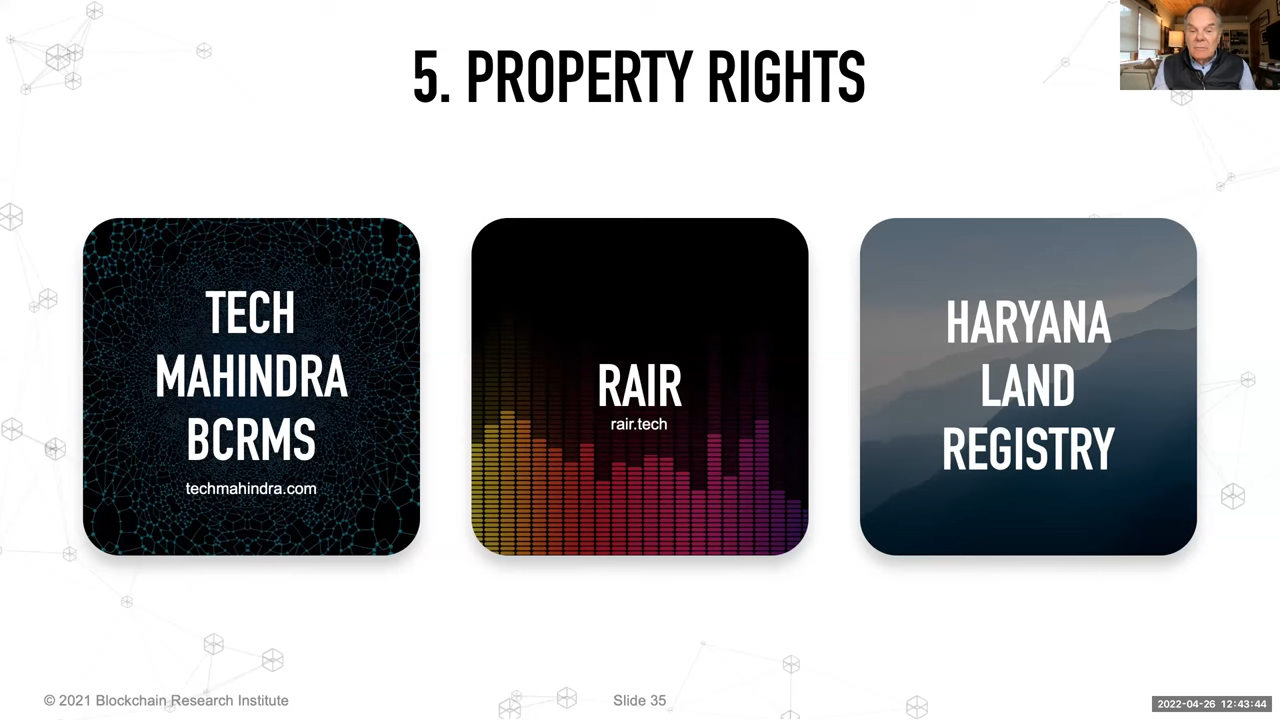 5. PROPERTY RIGHTS
TECH
MAHINDRA
BCRMS
techmahindra.com
RAIR
rair.tech
HARYANA
LAND
REGISTRY
© 2021 Blockchain Research Institute
Slide 35
2022-04-26 12:43:44